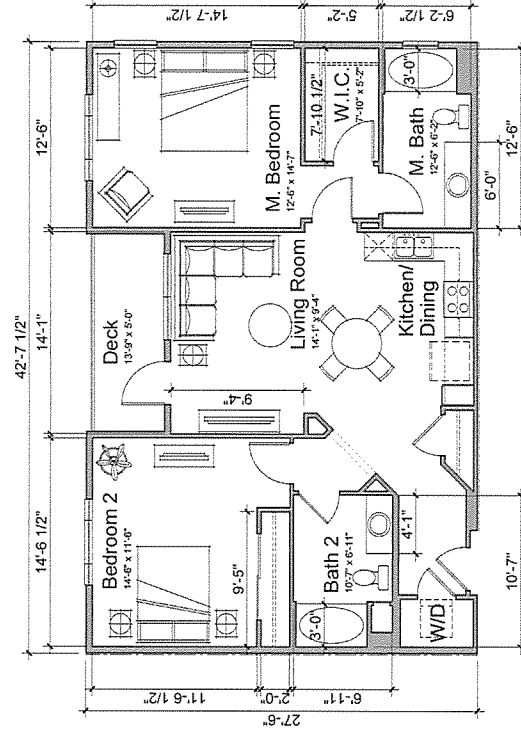 42'-7 1/2"
14'-6 1/2"
14'-1"
12'-6"
14'-7 1/2"
5'-2"
6'-2 1/2"
Deck
13'-9" x 5'-0"
Bedroom 2
14'-6" x 11'-6"
9'-5"
9'-4"
Living Room
14'-1" x 9'-4"
M. Bedroom
12'-6" x 14'-7"
7'-10 1/2"
W.I.C.
7'-10" x 5'-2"
3'-0"
M. Bath
12'-6" x 6'-2"
6'-0"
12'-6"
Kitchen/
Dining
Bath 2
10'-7" x 6'-11"
3'-0"
4'-1"
W/D
10'-7"
11'-6 1/2"
2'-0"
6'-11"
27'-6"